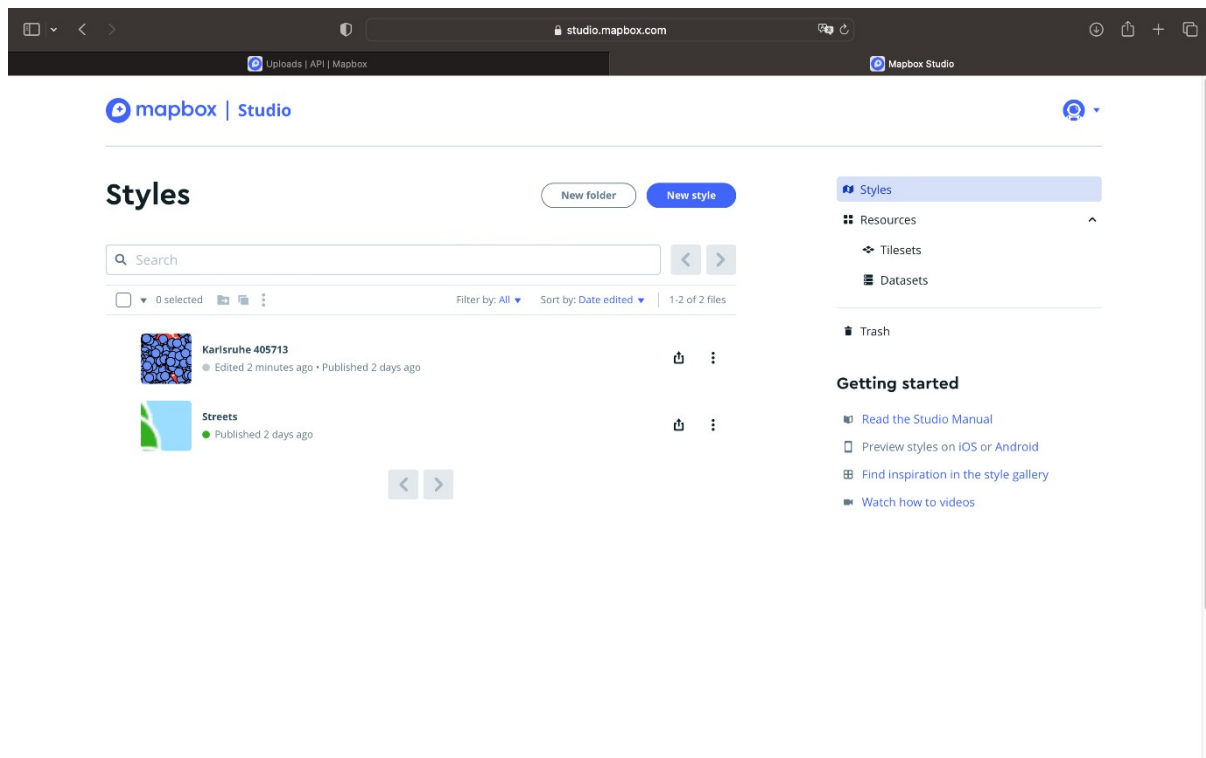 studio.mapbox.com
Uploads | API | Mapbox
Mapbox Studio
mapbox | Studio
Styles
New folder
New style
Search
0 selected
Filter by: All
Sort by: Date edited
1-2 of 2 files
Karlsruhe 405713
Edited 2 minutes ago • Published 2 days ago
Streets
Published 2 days ago
Styles
Resources
Tilesets
Datasets
Trash
Getting started
Read the Studio Manual
Preview styles on iOS or Android
Find inspiration in the style gallery
Watch how to videos